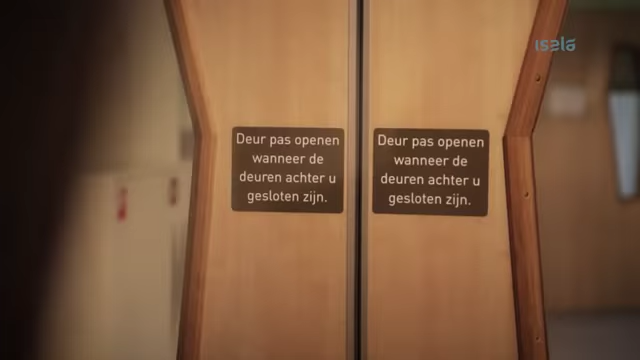 isala
Deur pas openen
wanneer de
deuren achter u
gesloten zijn.
Deur pas openen
wanneer de
deuren achter u
gesloten zijn.